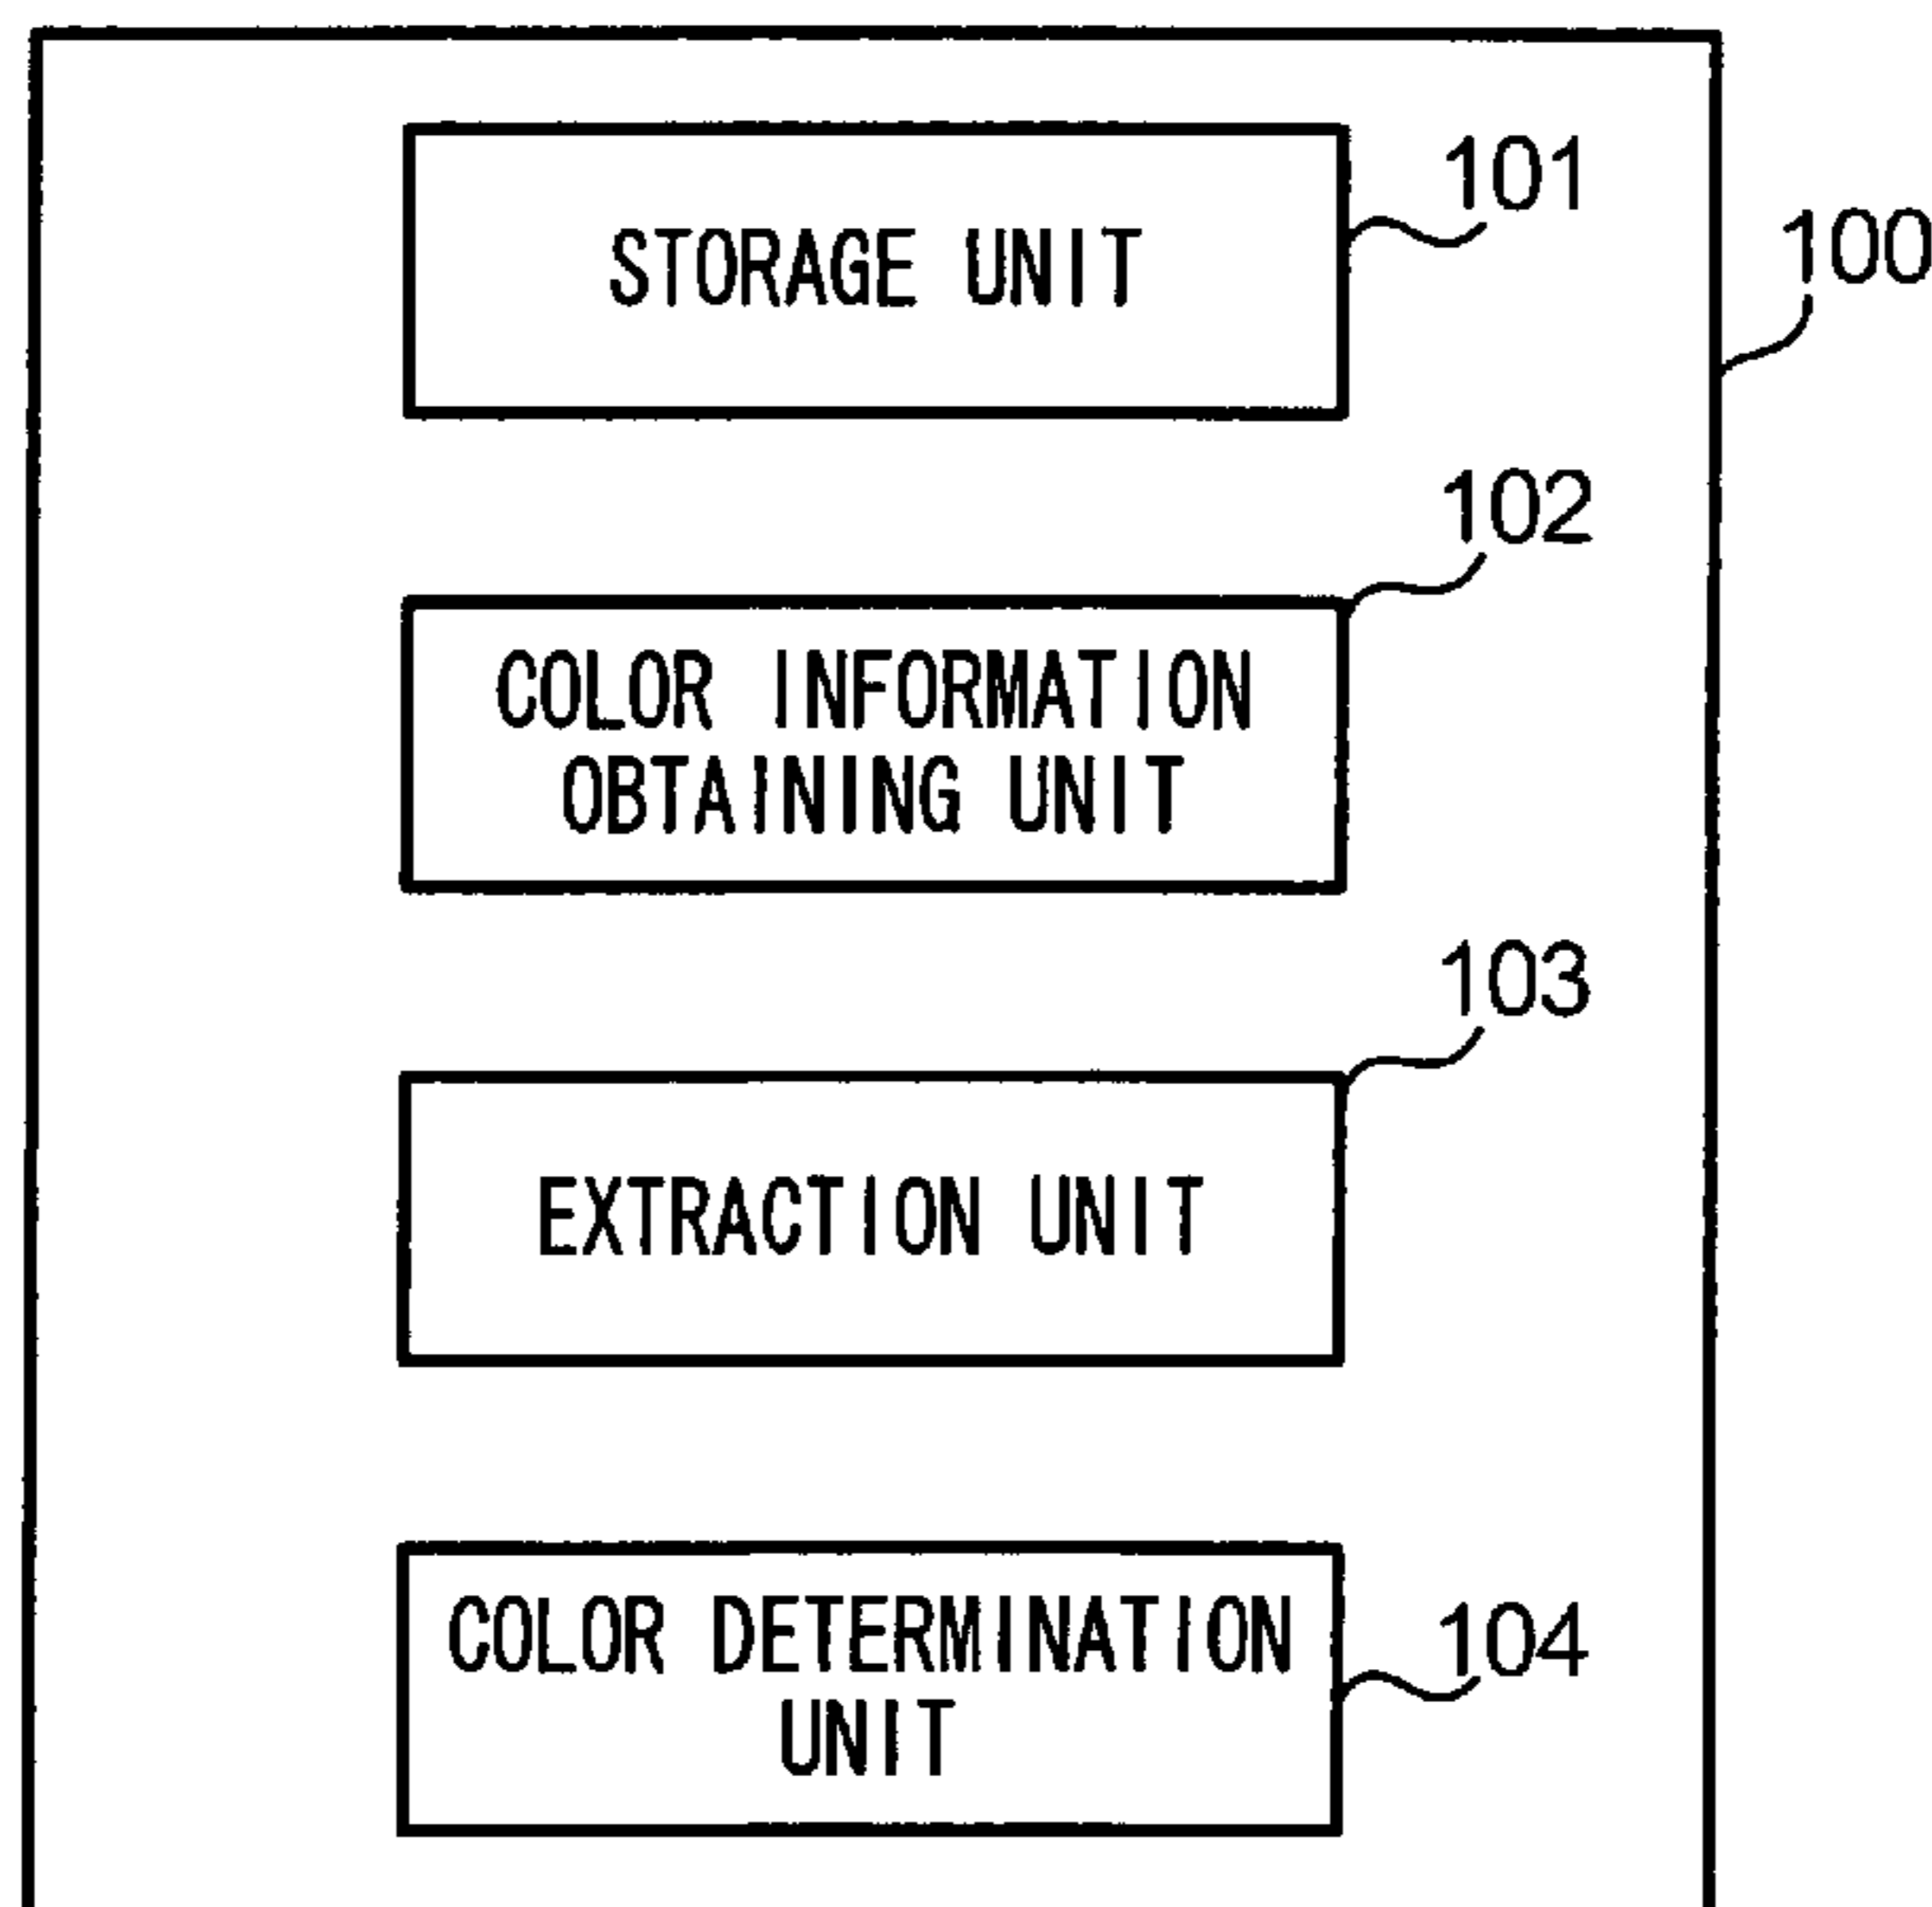 STORAGE UNIT
101
100
102
COLOR INFORMATION
OBTAINING UNIT
103
EXTRACTION UNIT
COLOR DETERMINATION
UNIT
104